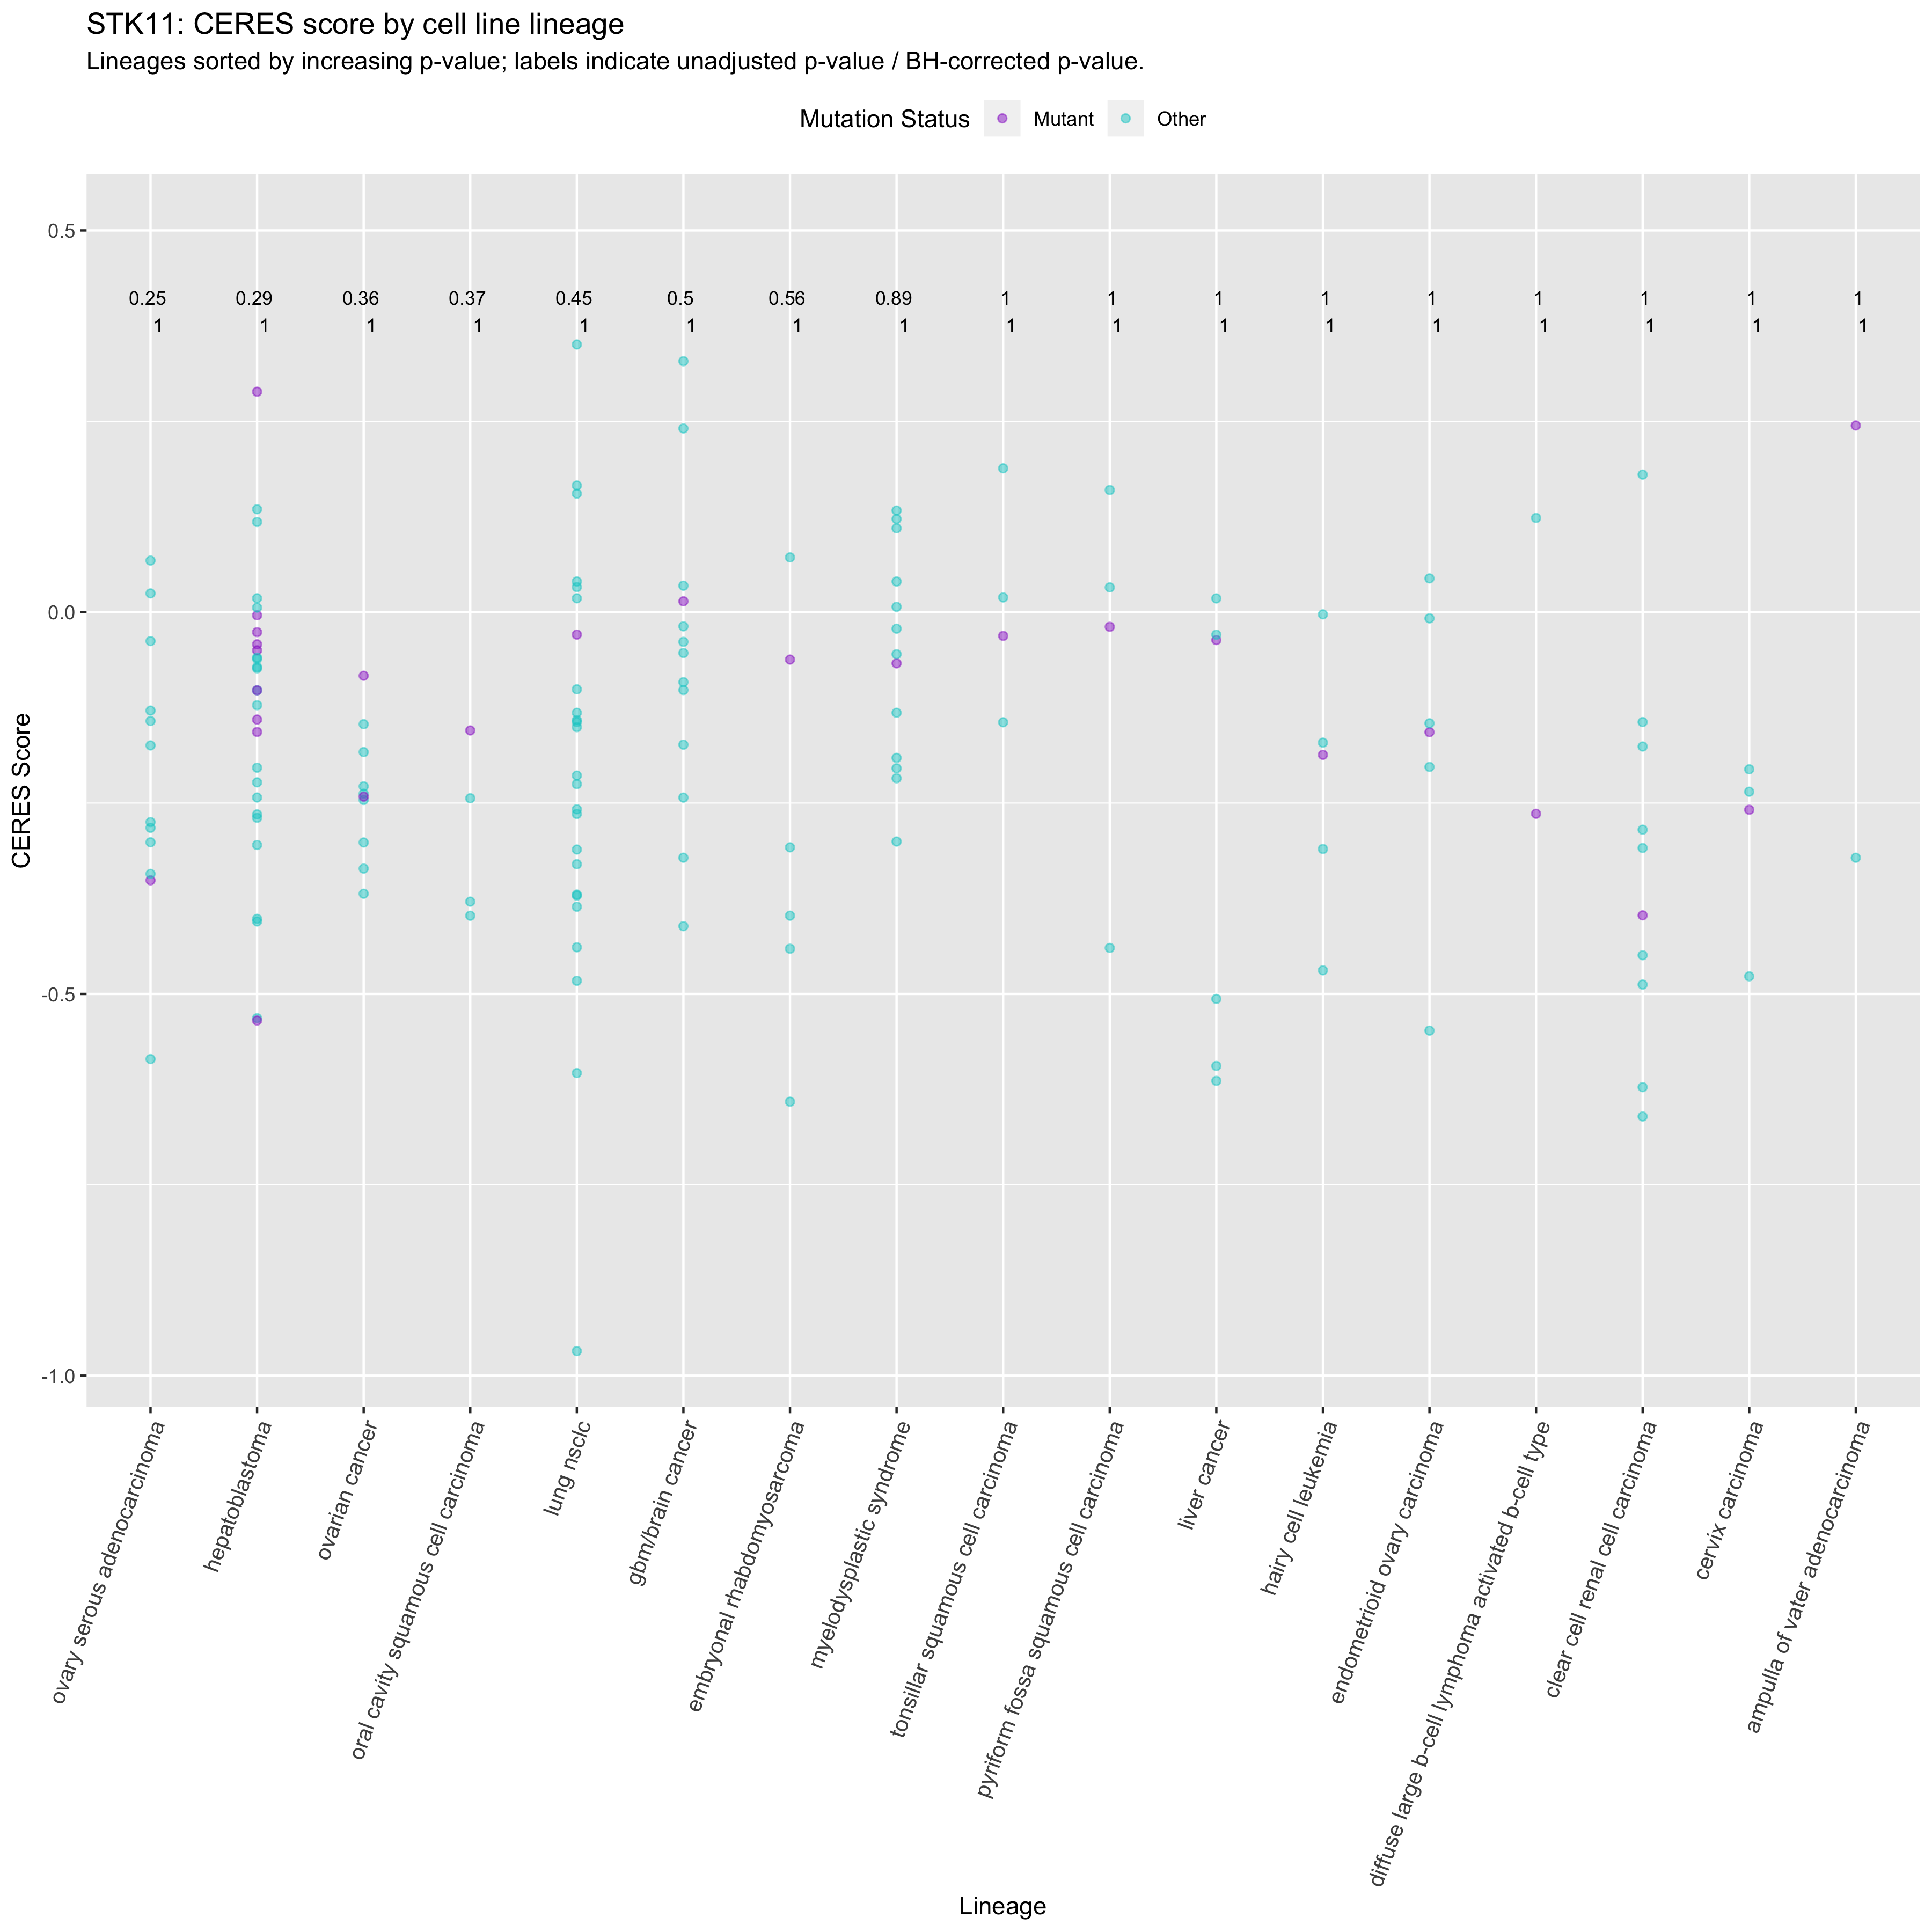 STK11: CERES score by cell line lineage
Lineages sorted by increasing p-value; labels indicate unadjusted p-value / BH-corrected p-value.
Mutation Status Mutant Other
0.5
0.25 0.29 0.36 0.37 0.45 0.5 0.56 0.89 1 1 1 1 1 1 1 1 1
1 1 1 1 1 1 1 1 1 1 1 1 1 1 1 1 1
0.0
CERES Score
-0.5
-1.0
ovary serous adenocarcinoma
hepatoblastoma
ovarian cancer
oral cavity squamous cell carcinoma
lung nsclc
gbm/brain cancer
embryonal rhabdomyosarcoma
myelodysplastic syndrome
tonsillar squamous cell carcinoma
pyriform fossa squamous cell carcinoma
liver cancer
hairy cell leukemia
endometrioid ovary carcinoma
diffuse large b-cell lymphoma activated b-cell type
clear cell renal cell carcinoma
cervix carcinoma
ampulla of vater adenocarcinoma
Lineage